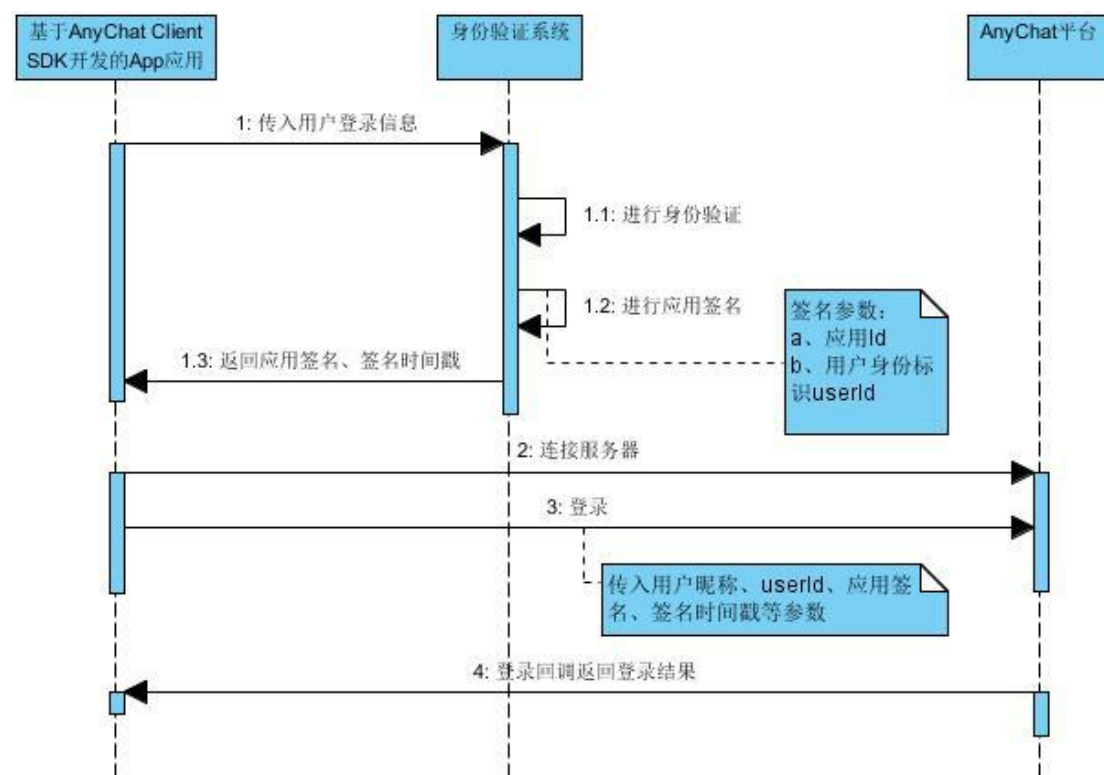 基于AnyChat Client
SDK开发的App应用
身份验证系统
AnyChat平台
1: 传入用户登录信息
1.1: 进行身份验证
1.2: 进行应用签名
签名参数：
a、应用Id
b、用户身份标
识userId
1.3: 返回应用签名、签名时间戳
2: 连接服务器
3: 登录
传入用户昵称、userId、应用签
名、签名时间戳等参数
4: 登录回调返回登录结果